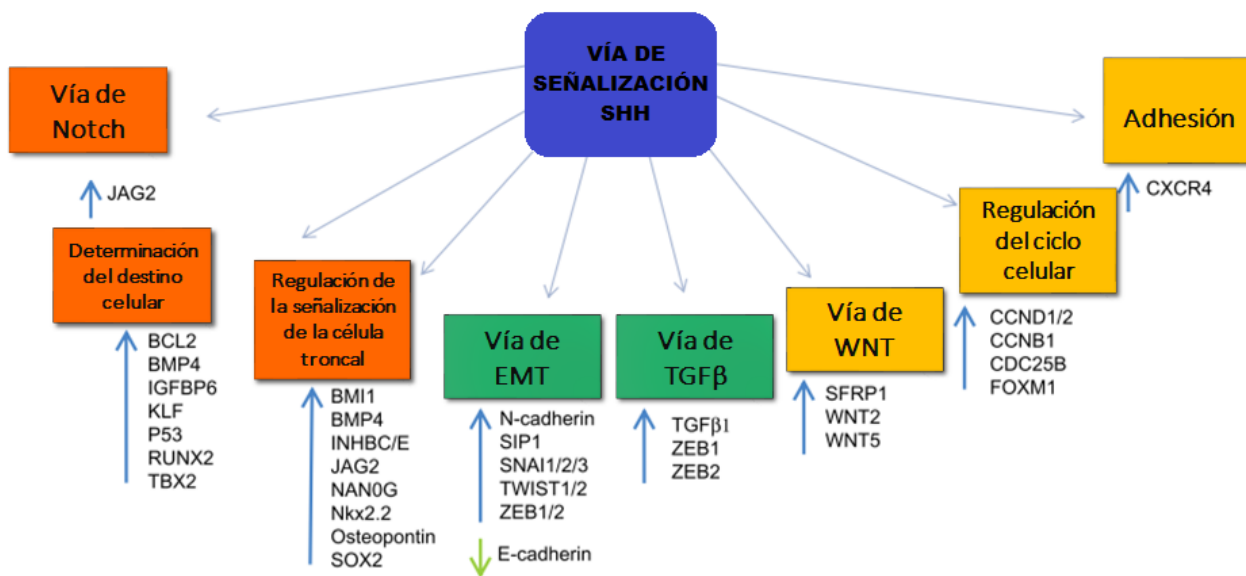 VÍA DE
SEÑALIZACIÓN
SHH
Vía de
Notch
JAG2
Determinación
del destino
celular
BCL2
BMP4
IGFBP6
KLF
P53
RUNX2
TBX2
Regulación de
la señalización
de la célula
troncal
BMI1
BMP4
INHBC/E
JAG2
NAN0G
Nkx2.2
Osteopontin
SOX2
Vía de
EMT
N-cadherin
SIP1
SNAI1/2/3
TWIST1/2
ZEB1/2
E-cadherin
Vía de
TGFβ
TGFβ1
ZEB1
ZEB2
Vía de
WNT
SFRP1
WNT2
WNT5
Regulación
del ciclo
celular
CCND1/2
CCNB1
CDC25B
FOXM1
Adhesión
CXCR4